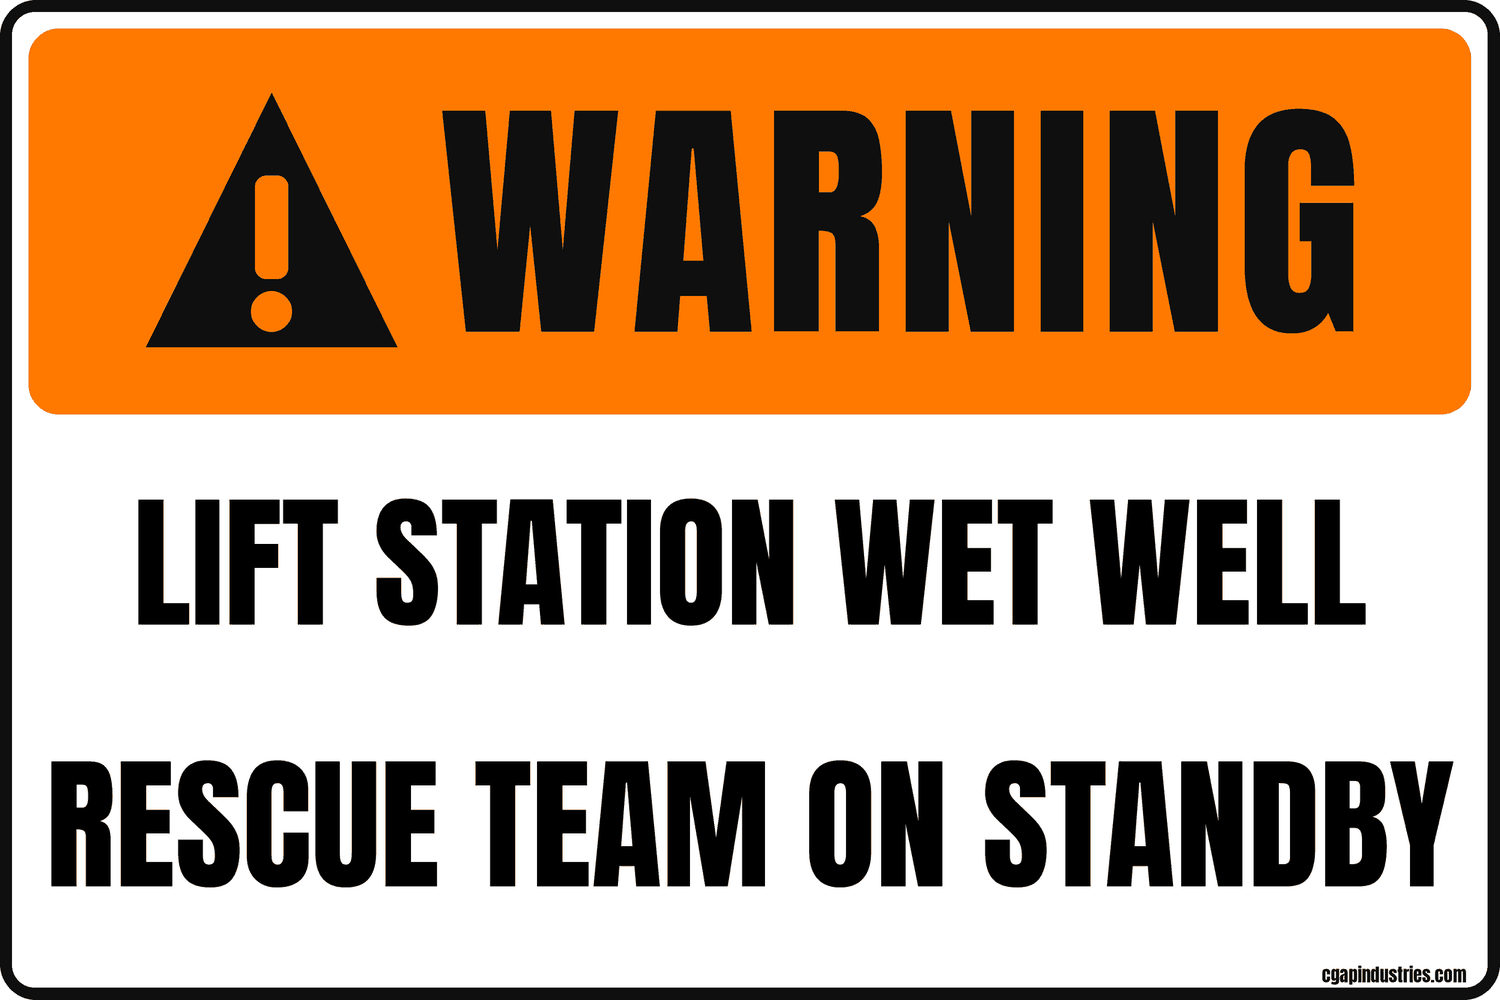 WARNING
LIFT STATION WET WELL
RESCUE TEAM ON STANDBY
cgapindustries.com